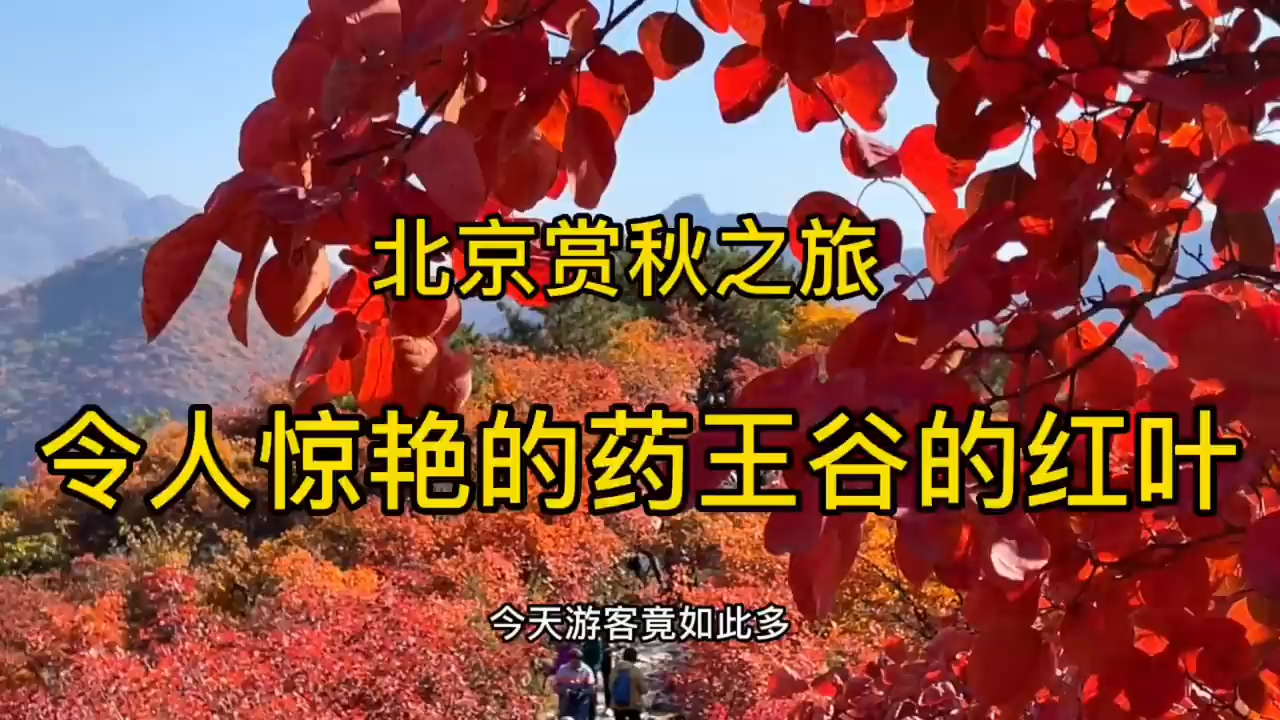 北京赏秋之旅
令人惊艳的药王谷的红叶
今天游客竟如此多